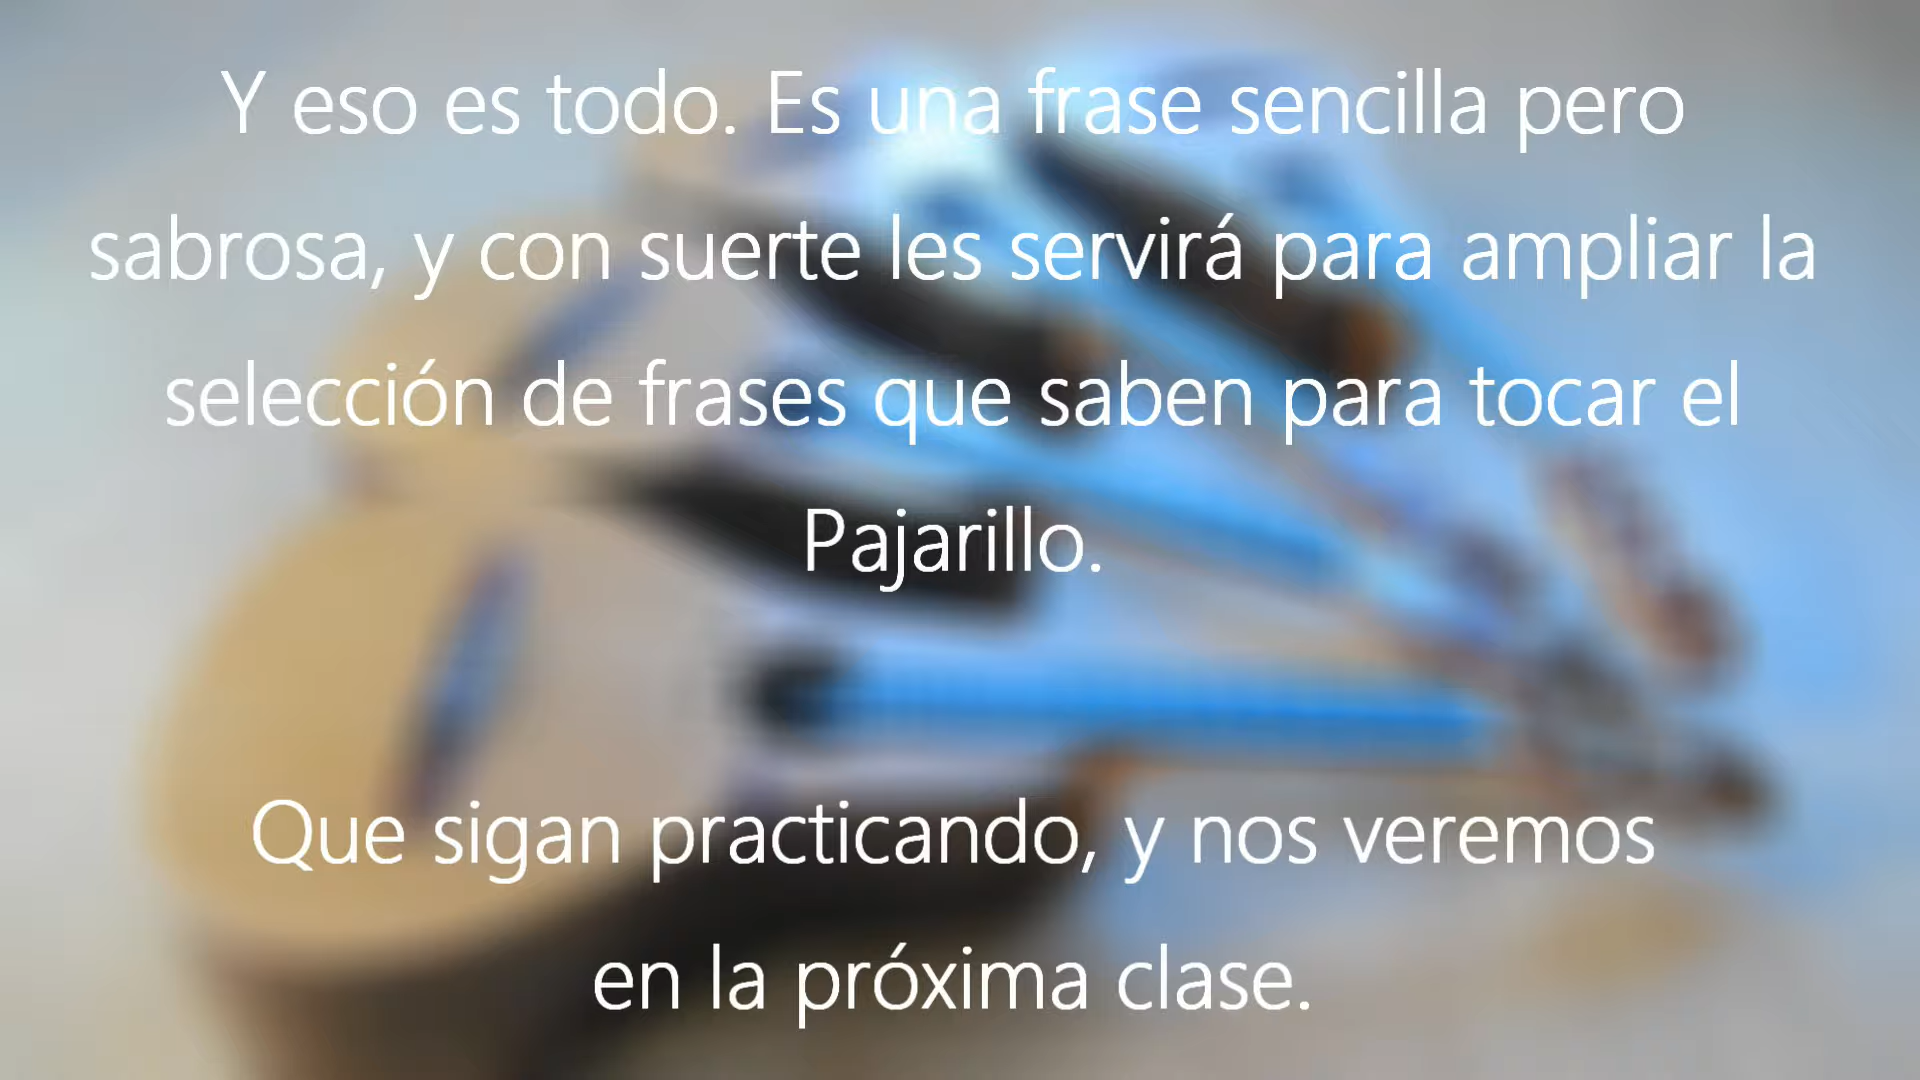 Y eso es todo. Es una frase sencilla pero
sabrosa, y con suerte les servirá para ampliar la
selección de frases que saben para tocar el
Pajarillo.
Que sigan practicando, y nos veremos
en la próxima clase.